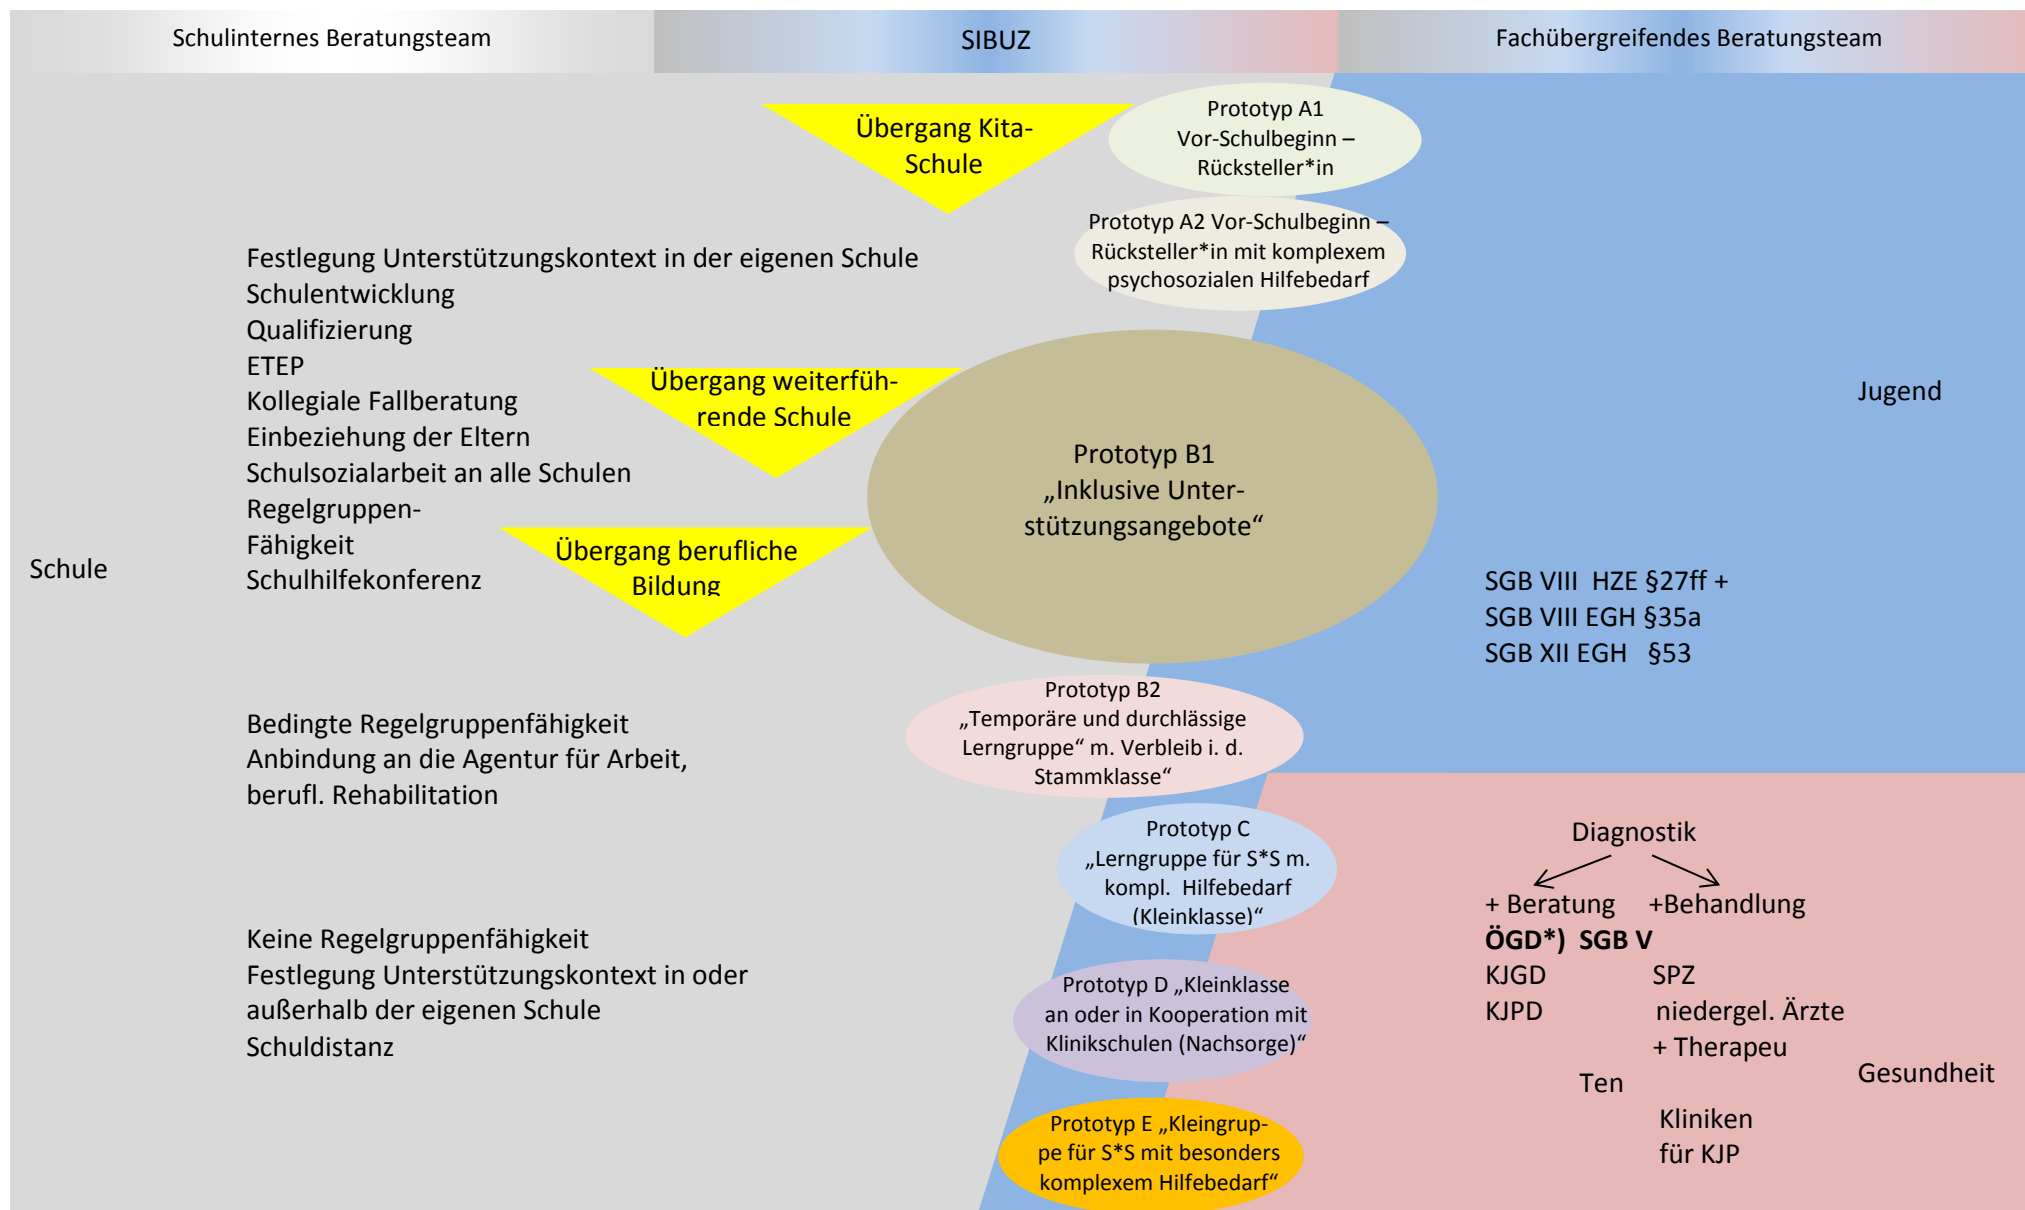 Schulinternes Beratungsteam
SIBUZ
Fachübergreifendes Beratungsteam
Übergang Kita-
Schule
Prototyp A1
Vor-Schulbeginn –
Rücksteller*in
Prototyp A2 Vor-Schulbeginn –
Rücksteller*in mit komplexem
psychosozialen Hilfebedarf
Festlegung Unterstützungskontext in der eigenen Schule
Schulentwicklung
Qualifizierung
ETEP
Kollegiale Fallberatung
Einbeziehung der Eltern
Schulsozialarbeit an alle Schulen
Regelgruppen-
Fähigkeit
Schulhilfekonferenz
Übergang weiterfüh-
rende Schule
Übergang berufliche
Bildung
Prototyp B1
„Inklusive Unter-
stützungsangebote“
Jugend
Schule
SGB VIII  HZE §27ff +
SGB VIII EGH §35a
SGB XII EGH   §53
Prototyp B2
„Temporäre und durchlässige
Lerngruppe“ m. Verbleib i. d.
Stammklasse“
Bedingte Regelgruppenfähigkeit
Anbindung an die Agentur für Arbeit,
berufl. Rehabilitation
Prototyp C
„Lerngruppe für S*S m.
kompl.  Hilfebedarf
(Kleinklasse)“
Diagnostik
+ Beratung    +Behandlung
ÖGD*)  SGB V
KJGD    SPZ
KJPD    niedergel. Ärzte
+ Therapeu
Ten
Kliniken
für KJP
Gesundheit
Keine Regelgruppenfähigkeit
Festlegung Unterstützungskontext in oder
außerhalb der eigenen Schule
Schuldistanz
Prototyp D „Kleinklasse
an oder in Kooperation mit
Klinikschulen (Nachsorge)“
Prototyp E „Kleingrup-
pe für S*S mit besonders
komplexem Hilfebedarf“